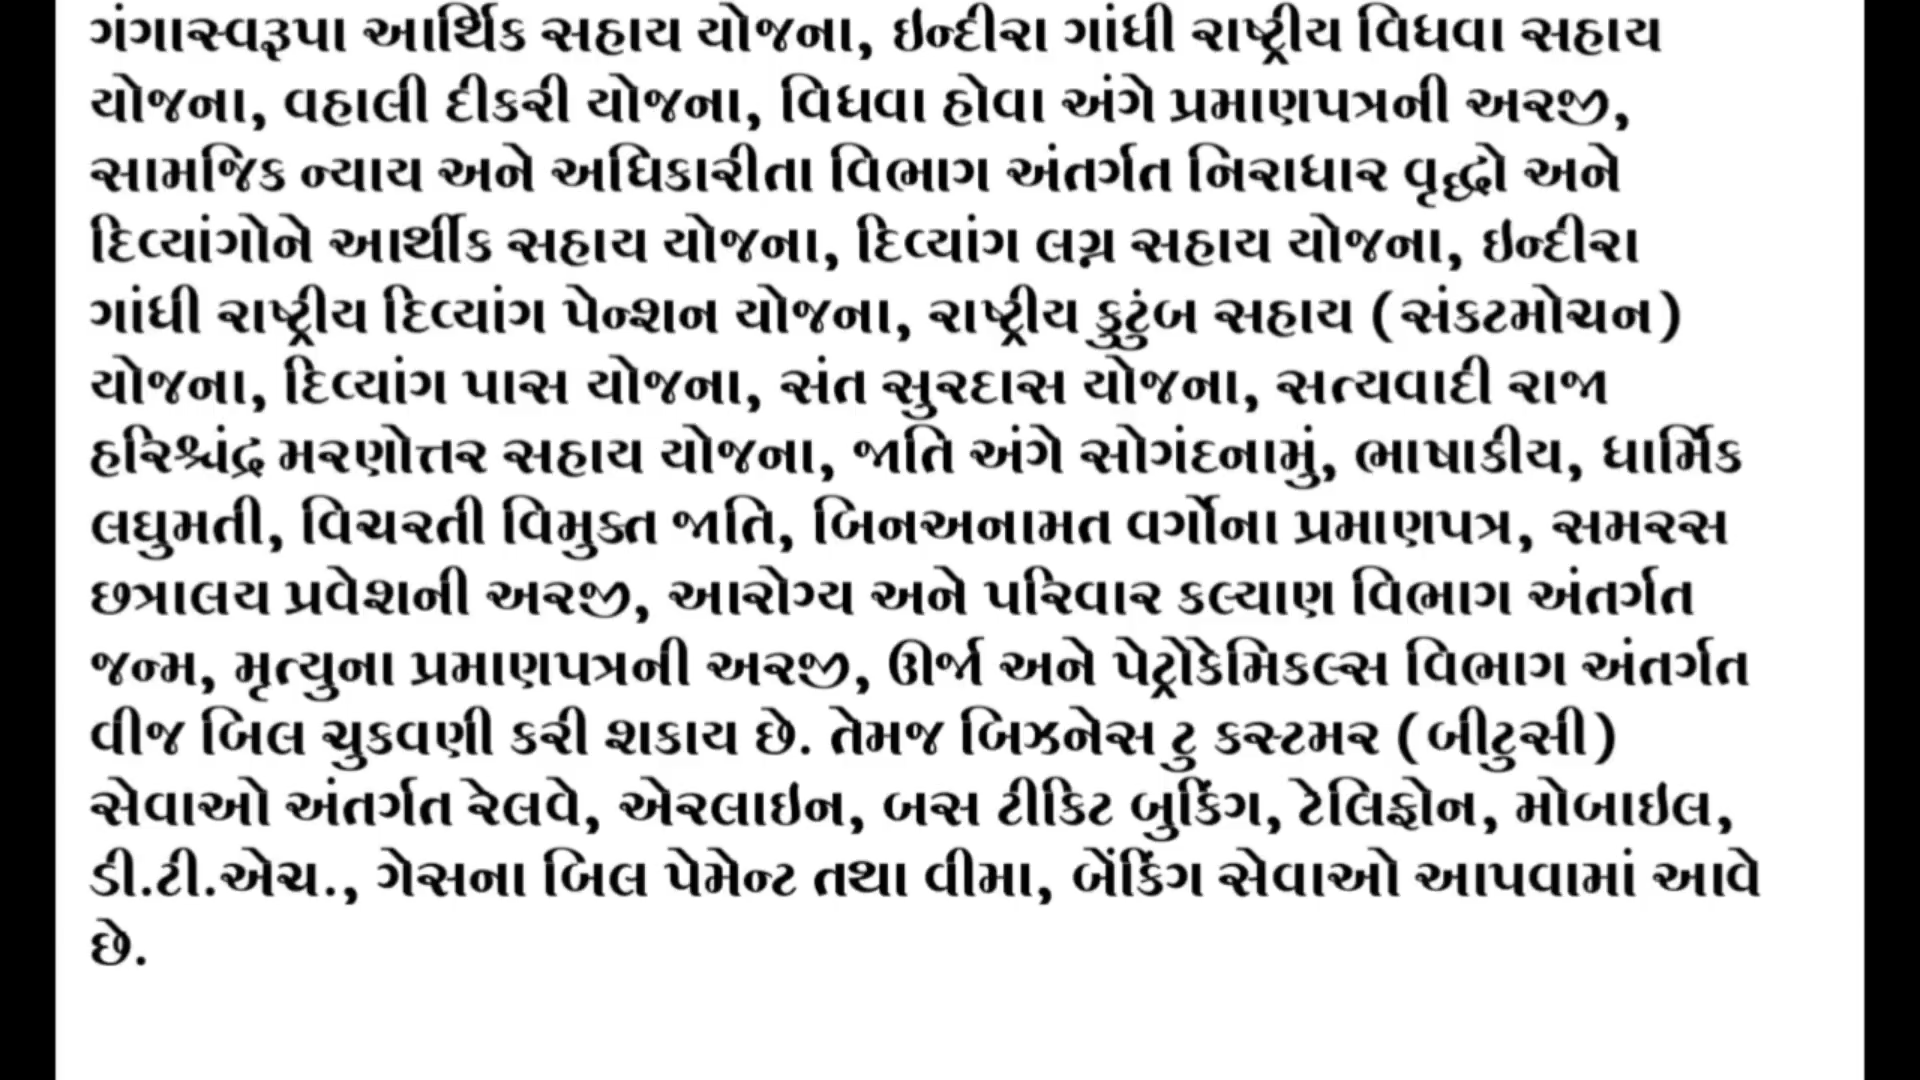 ગંગાસ્વરૂપા આર્થિક સહાય યોજના, ઇન્દીરા ગાંધી રાષ્ટ્રીય વિધવા સહાય
યોજના, વહાલી દીકરી યોજના, વિધવા હોવા અંગે પ્રમાણપત્રની અરજી,
સામજિક ન્યાય અને અધિકારીતા વિભાગ અંતર્ગત નિરાધાર વૃદ્ધો અને
દિવ્યાંગોને આર્થીક સહાય યોજના, દિવ્યાંગ લગ્ન સહાય યોજના, ઇન્દીરા
ગાંધી રાષ્ટ્રીય દિવ્યાંગ પેન્શન યોજના, રાષ્ટ્રીય કુટુંબ સહાય (સંકટમોચન)
યોજના, દિવ્યાંગ પાસ યોજના, સંત સુરદાસ યોજના, સત્યવાદી રાજા
હરિશ્ચંદ્ર મરણોત્તર સહાય યોજના, જાતિ અંગે સોગંદનામું, ભાષાકીય, ધાર્મિક
લઘુમતી, વિચરતી વિમુક્ત જાતિ, બિનઅનામત વર્ગોના પ્રમાણપત્ર, સમરસ
છત્રાલય પ્રવેશની અરજી, આરોગ્ય અને પરિવાર કલ્યાણ વિભાગ અંતર્ગત
જન્મ, મૃત્યુના પ્રમાણપત્રની અરજી, ઊર્જા અને પેટ્રોકેમિકલ્સ વિભાગ અંતર્ગત
વીજ બિલ ચુકવણી કરી શકાય છે. તેમજ બિઝનેસ ટુ કસ્ટમર (બીટુસી)
સેવાઓ અંતર્ગત રેલવે, એરલાઇન, બસ ટીકિટ બુકિંગ, ટેલિફોન, મોબાઇલ,
ડી.ટી.એચ., ગેસના બિલ પેમેન્ટ તથા વીમા, બેંકિંગ સેવાઓ આપવામાં આવે
છે.